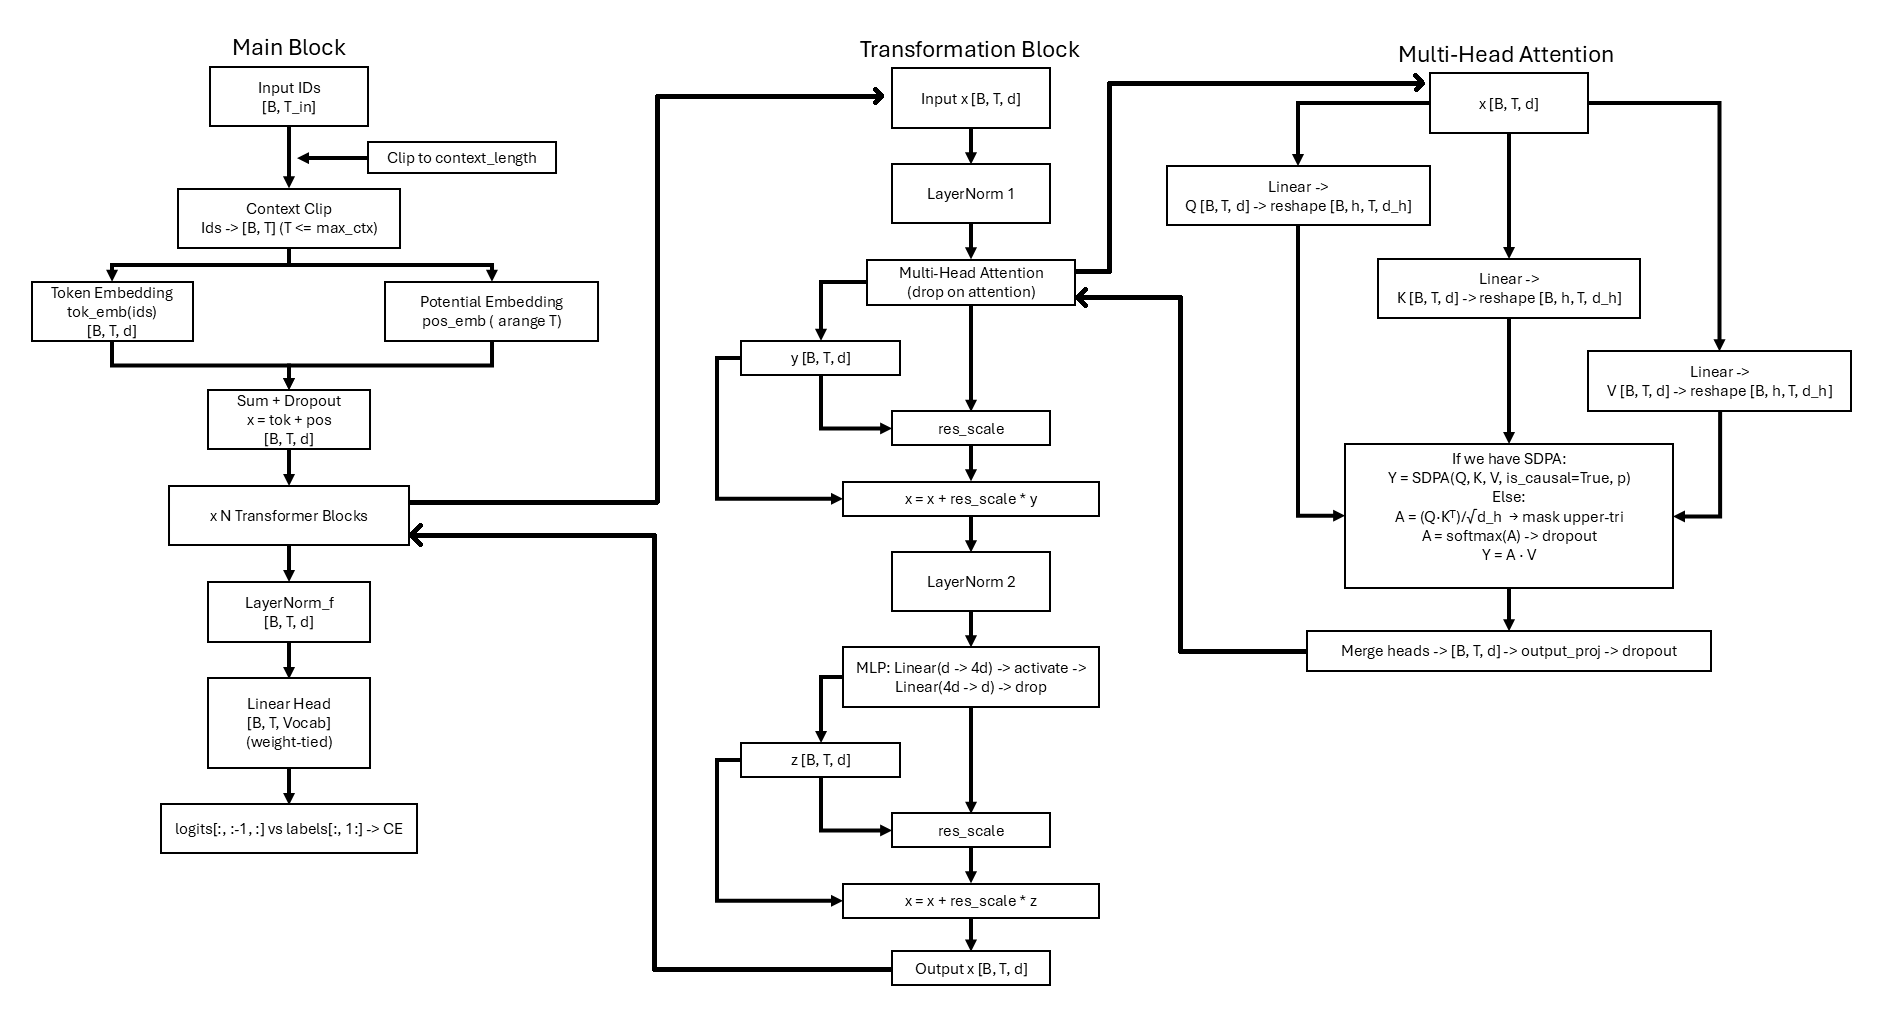 Main Block
Input IDs
[B, T_in]
Clip to context_length
Context Clip
Ids -> [B, T] (T <= max_ctx)
Token Embedding
tok_emb(ids)
[B, T, d]
Potential Embedding
pos_emb ( arange T)
Sum + Dropout
x = tok + pos
[B, T, d]
x N Transformer Blocks
LayerNorm_f
[B, T, d]
Linear Head
[B, T, Vocab]
(weight-tied)
logits[:, :-1, :] vs labels[:, 1:] -> CE
Transformation Block
Input x [B, T, d]
LayerNorm 1
Multi-Head Attention
(drop on attention)
y [B, T, d]
res_scale
x = x + res_scale * y
LayerNorm 2
MLP: Linear(d -> 4d) -> activate ->
Linear(4d -> d) -> drop
z [B, T, d]
res_scale
x = x + res_scale * z
Output x [B, T, d]
Multi-Head Attention
x [B, T, d]
Linear ->
Q [B, T, d] -> reshape [B, h, T, d_h]
Linear ->
K [B, T, d] -> reshape [B, h, T, d_h]
Linear ->
V [B, T, d] -> reshape [B, h, T, d_h]
If we have SDPA:
Y = SDPA(Q, K, V, is_causal=True, p)
Else:
A = (Q·Kᵀ)/√d_h → mask upper-tri
A = softmax(A) -> dropout
Y = A · V
Merge heads -> [B, T, d] -> output_proj -> dropout